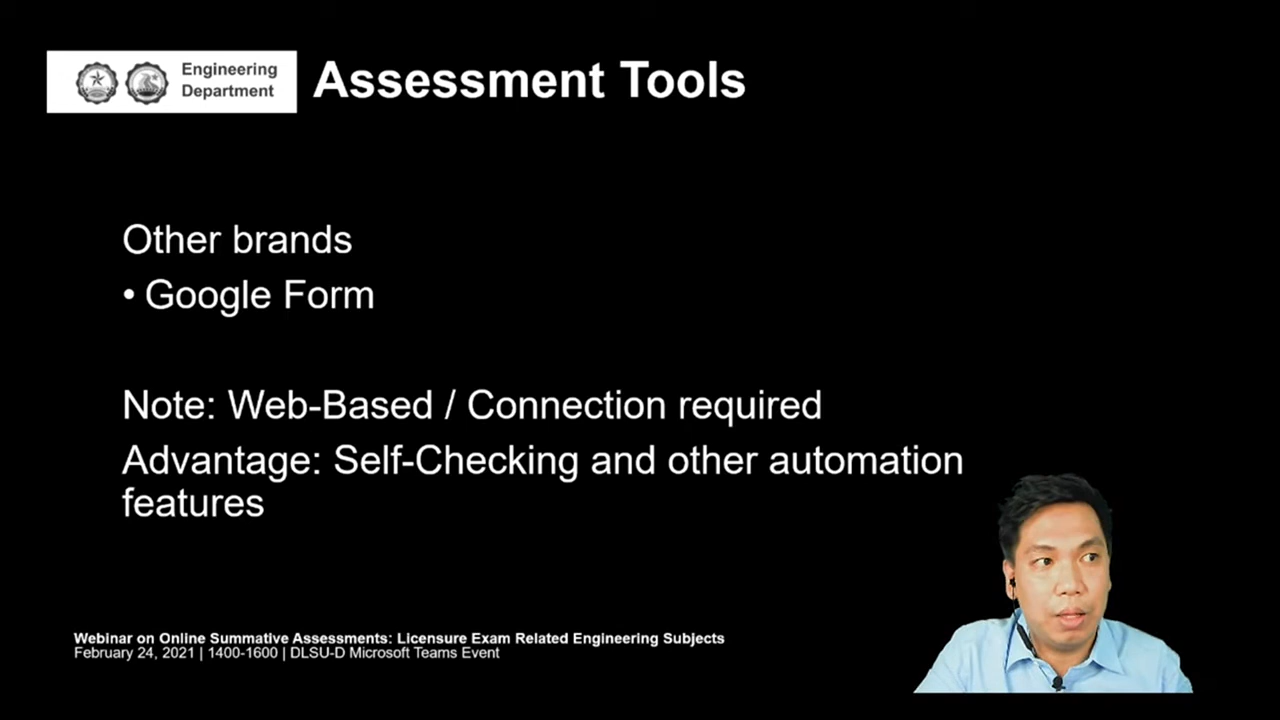 Engineering
Department
Assessment Tools
Other brands
• Google Form
Note: Web-Based / Connection required
Advantage: Self-Checking and other automation
features
Webinar on Online Summative Assessments: Licensure Exam Related Engineering Subjects
February 24, 2021 | 1400-1600 | DLSU-D Microsoft Teams Event